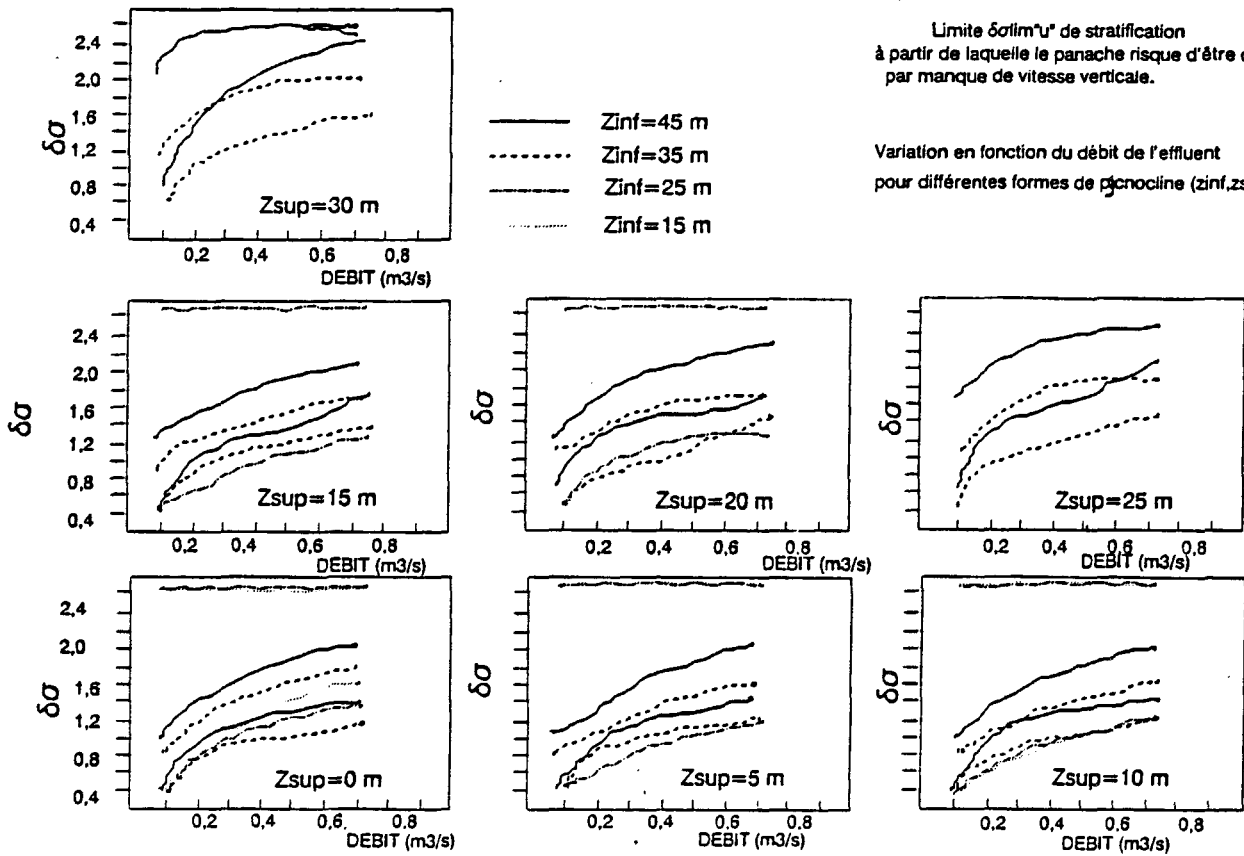 Limite δσlim"u" de stratification
à partir de laquelle le panache risque d'être
par manque de vitesse verticale.
Variation en fonction du débit de l'effluent
pour différentes formes de pycnocline (zinf,zs
Zinf=45 m
Zinf=35 m
Zinf=25 m
Zinf=15 m
δσ
2,4
2,0
1,6
1,2
0,8
0,4
Zsup=30 m
0,2 0,4 0,6 0,8
DEBIT (m3/s)
δσ
2,4
2,0
1,6
1,2
0,8
0,4
Zsup=15 m
0,2 0,4 0,6 0,8
DEBIT (m3/s)
Zsup=20 m
0,2 0,4 0,6 0,8
DEBIT (m3/s)
Zsup=25 m
0,2 0,4 0,6 0,8
DEBIT (m3/s)
δσ
2,4
2,0
1,6
1,2
0,8
0,4
Zsup=0 m
0,2 0,4 0,6 0,8
DEBIT (m3/s)
Zsup=5 m
0,2 0,4 0,6 0,8
DEBIT (m3/s)
Zsup=10 m
0,2 0,4 0,6 0,8
DEBIT (m3/s)